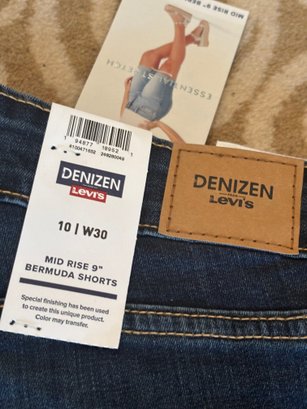 MID RISE 9"
ESSENTIAL STRETCH
DENIZEN
Levi's
10 | W30
MID RISE 9"
BERMUDA SHORTS
Special finishing has been used
to create this unique product.
Color may transfer.
DENIZEN
FROM
Levi's